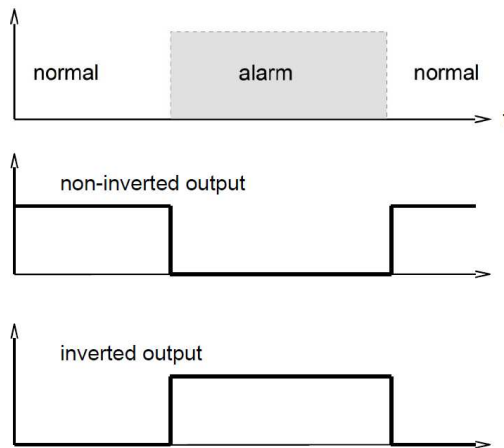 normal
alarm
normal
non-inverted output
inverted output